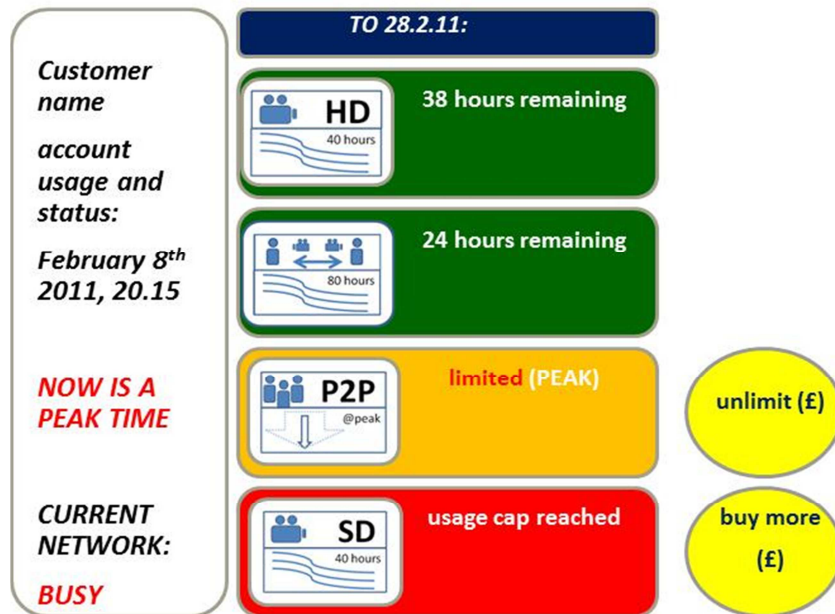 Customer
name
account
usage and
status:
February 8th
2011, 20.15
NOW IS A
PEAK TIME
CURRENT
NETWORK:
BUSY
TO 28.2.11:
HD
40 hours
38 hours remaining
80 hours
24 hours remaining
P2P
@peak
limited (PEAK)
unlimit (£)
SD
40 hours
usage cap reached
buy more
(£)